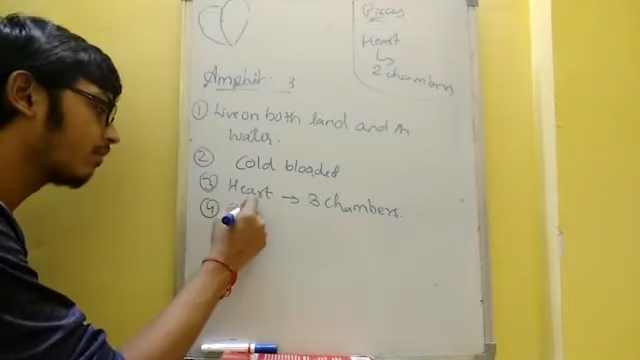 Pisces
Heart
↳
2 chambers
Amphib. 3
① Live on both land and in
water.
② Cold blooded
③ Heart → 3 chambers.
④